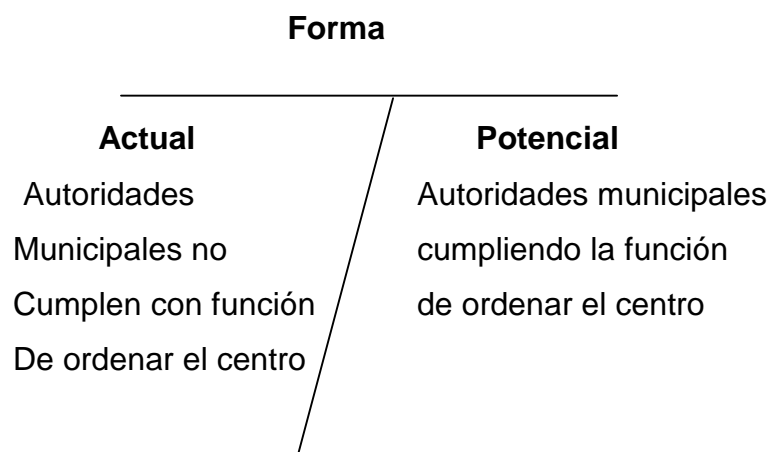 Forma
Actual
Autoridades
Municipales no
Cumplen con función
De ordenar el centro
Potencial
Autoridades municipales
cumpliendo la función
de ordenar el centro